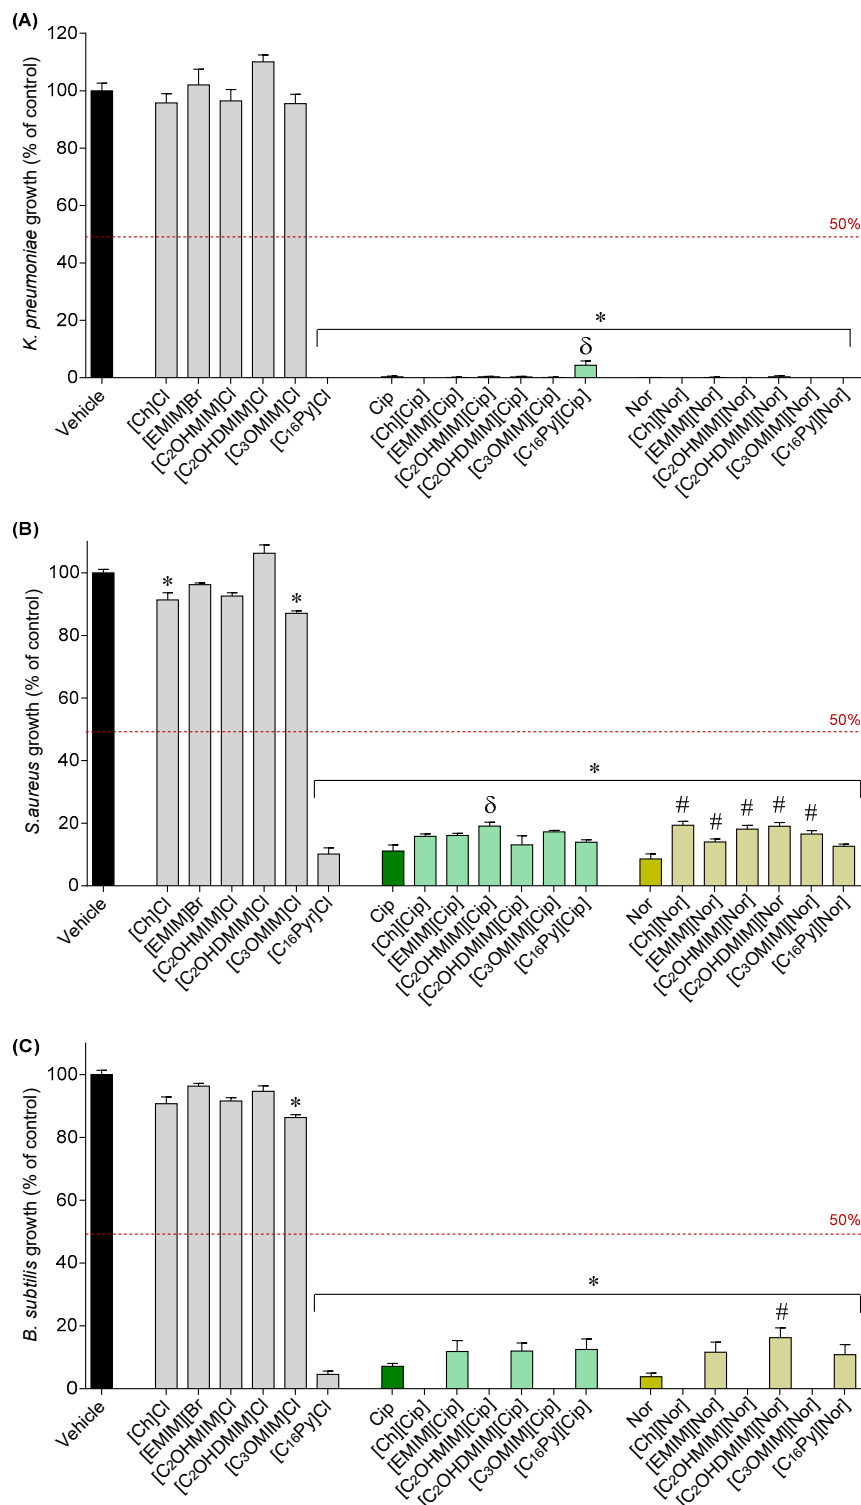 (A)
K. pneumoniae growth (% of control)
120
100
80
60
40
20
0
50%
*
δ
Vehicle
[Ch]Cl
[EMIM]Br
[C2OHMIM]Cl
[C2OHDMIM]Cl
[C3OMIM]Cl
[C16Py]Cl
Cip
[Ch][Cip]
[EMIM][Cip]
[C2OHMIM][Cip]
[C2OHDMIM][Cip]
[C3OMIM][Cip]
[C16Py][Cip]
Nor
[Ch][Nor]
[EMIM][Nor]
[C2OHMIM][Nor]
[C2OHDMIM][Nor]
[C3OMIM][Nor]
[C16Py][Nor]
(B)
S.aureus growth (% of control)
100
80
60
40
20
0
50%
* *
*
δ # # # # #
Vehicle
[Ch]Cl
[EMIM]Br
[C2OHMIM]Cl
[C2OHDMIM]Cl
[C3OMIM]Cl
[C16Pyr]Cl
Cip
[Ch][Cip]
[EMIM][Cip]
[C2OHMIM][Cip]
[C2OHDMIM][Cip]
[C3OMIM][Cip]
[C16Py][Cip]
Nor
[Ch][Nor]
[EMIM][Nor]
[C2OHMIM][Nor]
[C2OHDMIM][Nor
[C3OMIM][Nor]
[C16Py][Nor]
(C)
B. subtilis growth (% of control)
100
80
60
40
20
0
50%
*
*
#
Vehicle
[Ch]Cl
[EMIM]Br
[C2OHMIM]Cl
[C2OHDMIM]Cl
[C3OMIM]Cl
[C16Py]Cl
Cip
[Ch][Cip]
[EMIM][Cip]
[C2OHMIM][Cip]
[C2OHDMIM][Cip]
[C3OMIM][Cip]
[C16Py][Cip]
Nor
[Ch][Nor]
[EMIM][Nor]
[C2OHMIM][Nor]
[C2OHDMIM][Nor]
[C3OMIM][Nor]
[C16Py][Nor]